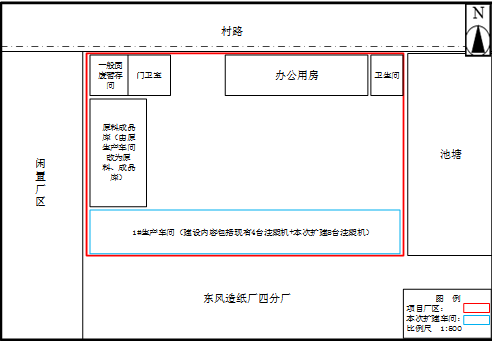 村路
N
一般固
废暂存
间
门卫室
办公用房
卫生间
原料成品
库（由原
生产车间
改为原
料、成品
库）
闲置厂区
池塘
1#生产车间（建设内容包括现有4台注塑机+本次扩建8台注塑机）
东风造纸厂四分厂
图 例
项目厂区：
本次扩建车间：
比例尺 1:500